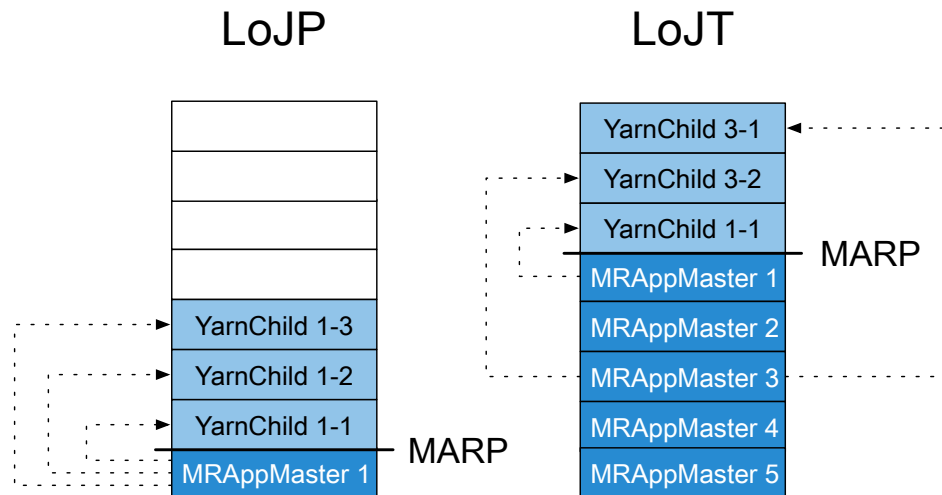 LoJP
LoJT
YarnChild 3-1
YarnChild 3-2
YarnChild 1-1
MARP
MRAppMaster 1
MRAppMaster 2
YarnChild 1-3
YarnChild 1-2
MRAppMaster 3
YarnChild 1-1
MRAppMaster 4
MARP
MRAppMaster 1
MRAppMaster 5